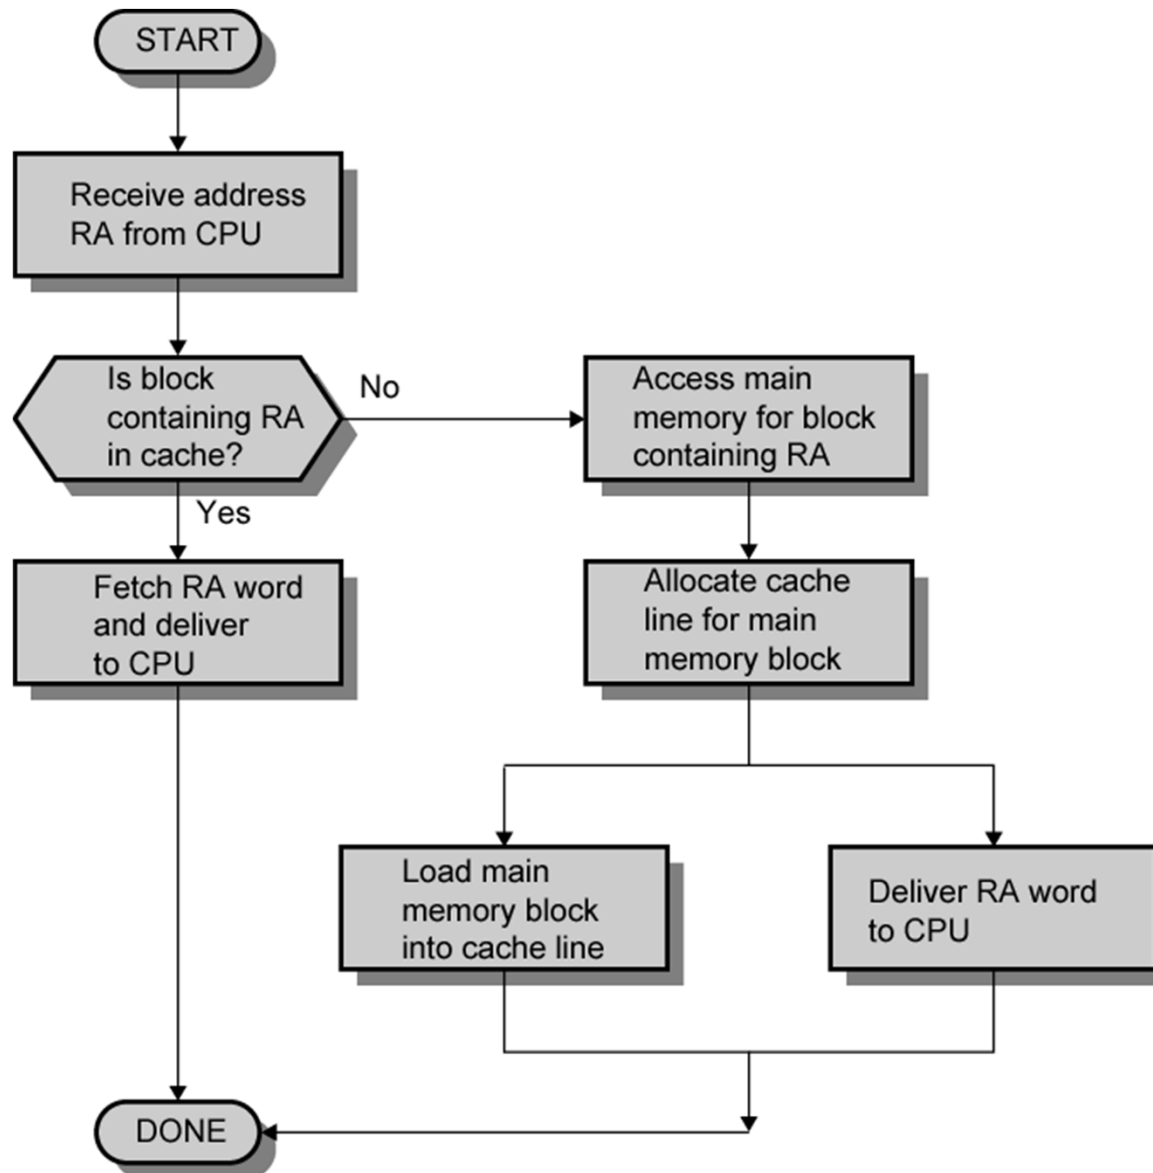 START
Receive address
RA from CPU
Is block
containing RA
in cache?
No
Access main
memory for block
containing RA
Yes
Fetch RA word
and deliver
to CPU
Allocate cache
line for main
memory block
Load main
memory block
into cache line
Deliver RA word
to CPU
DONE